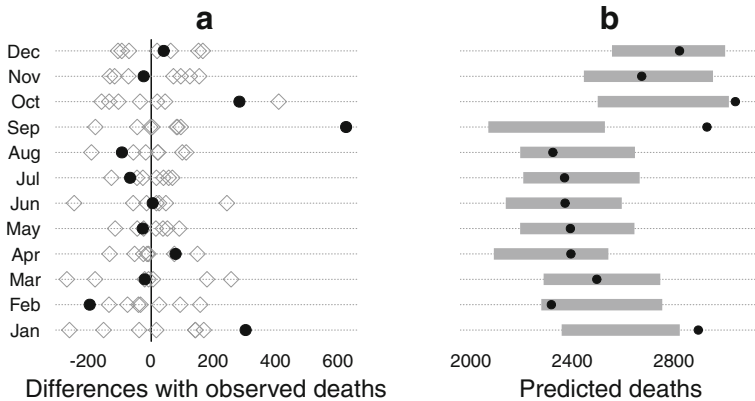 a b
Dec
Nov
Oct
Sep
Aug
Jul
Jun
May
Apr
Mar
Feb
Jan
-200 0 200 400 600 2000 2400 2800
Differences with observed deaths Predicted deaths